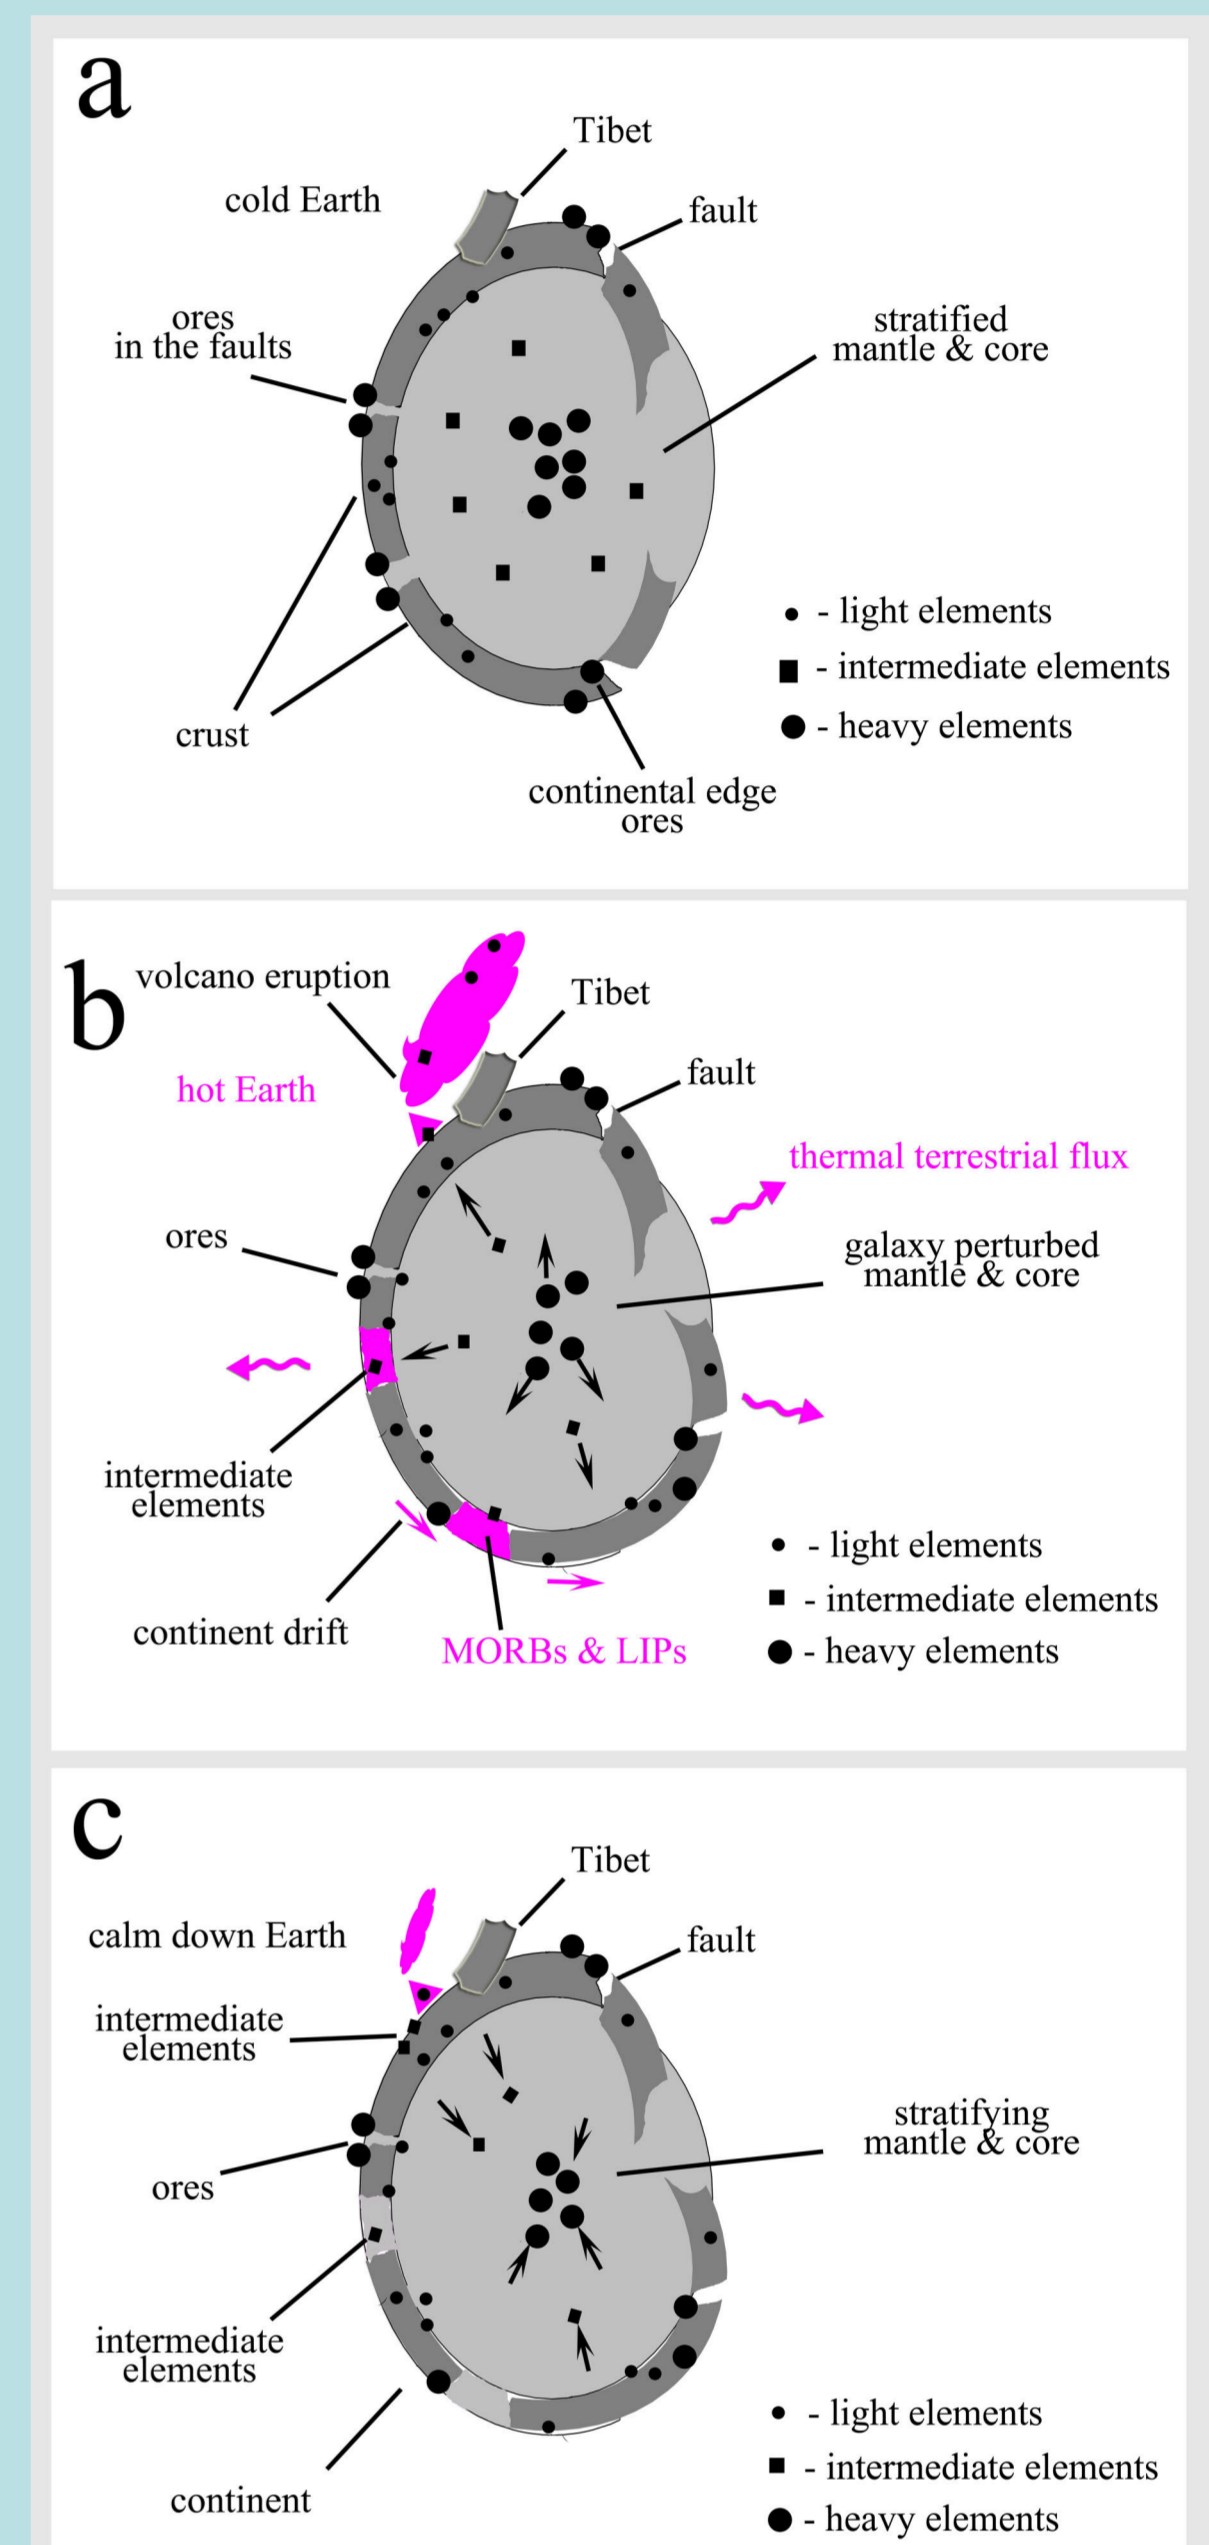 a
Tibet
cold Earth
fault
ores
in the faults
stratified
mantle & core
- light elements
- intermediate elements
- heavy elements
crust
continental edge
ores
b
volcano eruption
Tibet
hot Earth
fault
thermal terrestrial flux
ores
galaxy perturbed
mantle & core
intermediate
elements
- light elements
- intermediate elements
continent drift
MORBs & LIPs
- heavy elements
c
Tibet
calm down Earth
fault
intermediate
elements
stratifying
mantle & core
ores
intermediate
elements
- light elements
- intermediate elements
continent
- heavy elements